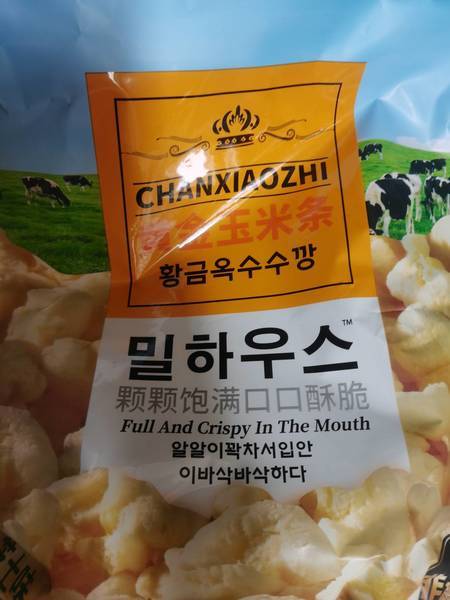 CHANXIAOZHI
黄金玉米条
황금옥수수깡
밀하우스™
颗颗饱满口口酥脆
Full And Crispy In The Mouth
알알이꽉차서입안
이바삭바삭하다